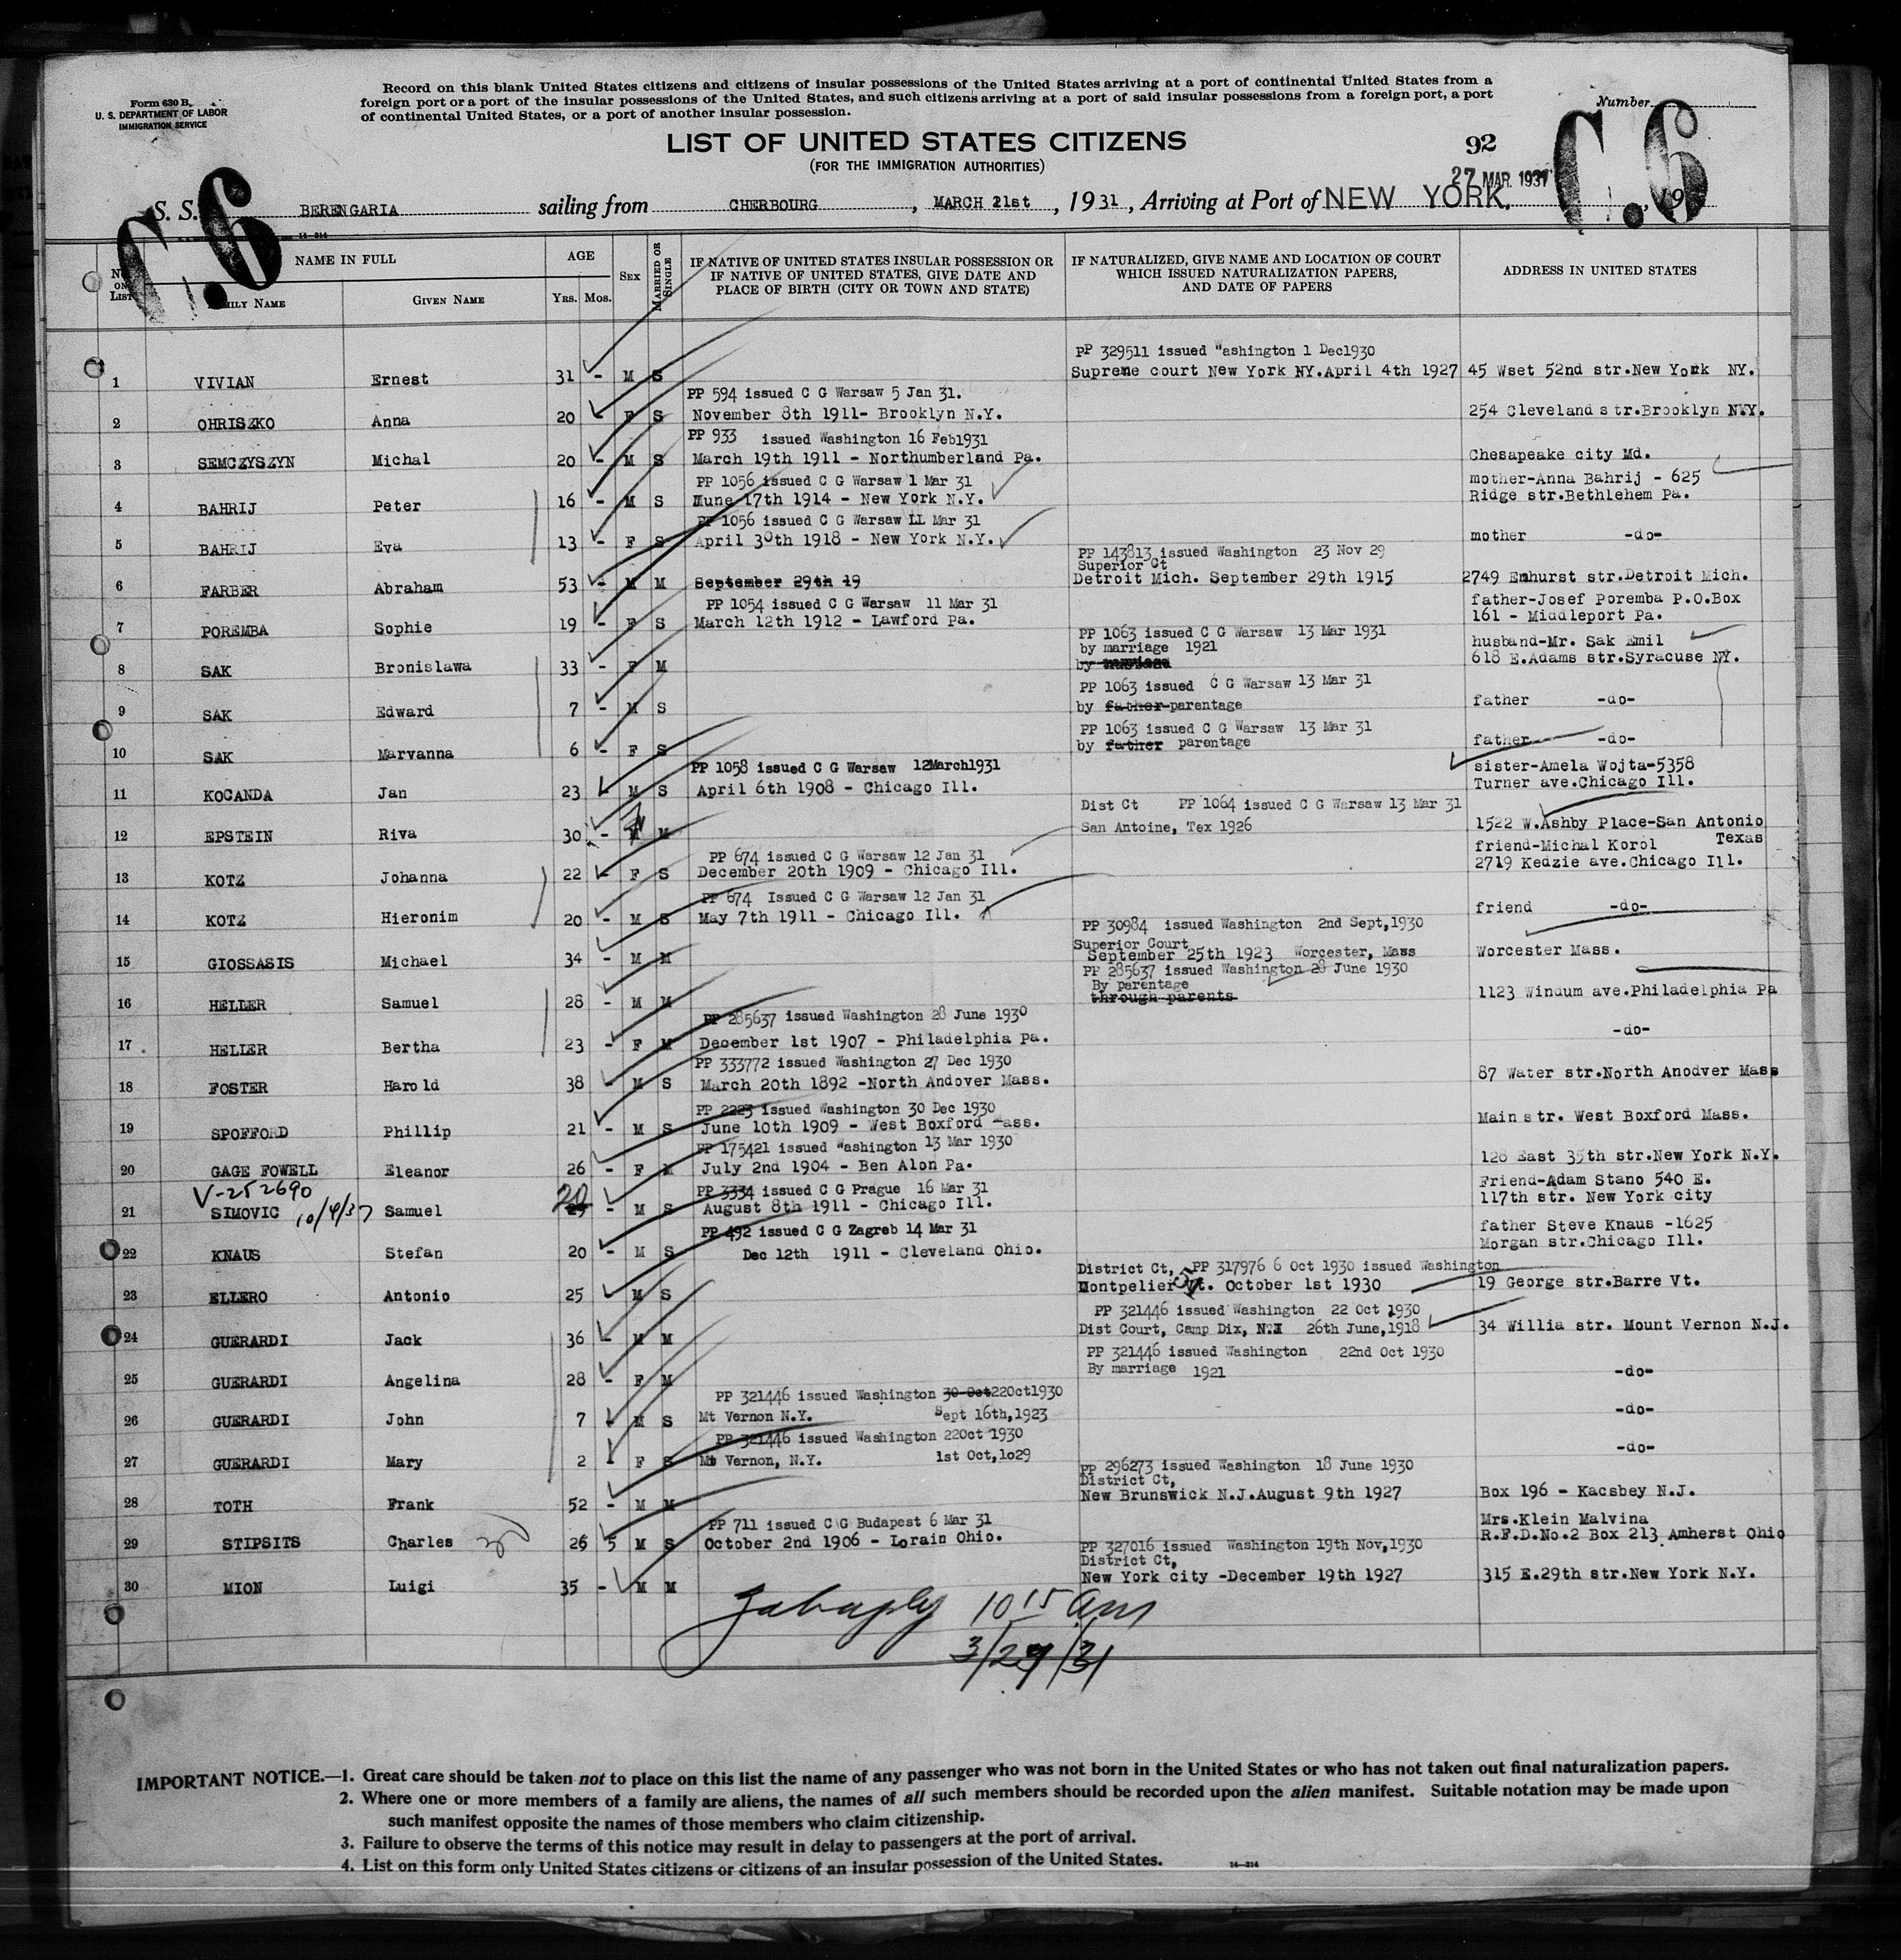 Form 630 B.
U. S. DEPARTMENT OF LABOR
IMMIGRATION SERVICE
Record on this blank United States citizens and citizens of insular possessions of the United States arriving at a port of continental United States from a
foreign port or a port of the insular possessions of the United States, and such citizens arriving at a port of said insular possessions from a foreign port, a port
of continental United States, or a port of another insular possession.
Number
LIST OF UNITED STATES CITIZENS
(FOR THE IMMIGRATION AUTHORITIES)
92
27 MAR. 1931
C.6
C.6
S. S. BERENGARIA sailing from CHERBOURG, MARCH 21st, 1931, Arriving at Port of NEW YORK, 19
14-214
No. on List
NAME IN FULL
Family Name
Given Name
AGE
Yrs. Mos.
Sex
Married or Single
IF NATIVE OF UNITED STATES INSULAR POSSESSION OR IF NATIVE OF UNITED STATES, GIVE DATE AND PLACE OF BIRTH (CITY OR TOWN AND STATE)
IF NATURALIZED, GIVE NAME AND LOCATION OF COURT WHICH ISSUED NATURALIZATION PAPERS, AND DATE OF PAPERS
ADDRESS IN UNITED STATES
PP 329511 issued "ashington 1 Dec1930
1 VIVIAN Ernest 31 - M S Supreme court New York NY.April 4th 1927 45 Wset 52nd str.New York NY.
PP 594 issued C G Warsaw 5 Jan 31.
2 OHRISZKO Anna 20 - F S November 8th 1911- Brooklyn N.Y. 254 Cleveland str.Brooklyn N.Y.
PP 933 issued Washington 16 Feb1931
3 SEMCZYSZYN Michal 20 - M S March 19th 1911 - Northumberland Pa. Chesapeake city Md.
PP 1056 issued C G Warsaw 1 Mar 31 mother-Anna Bahrij - 625
4 BAHRIJ Peter 16 - M S June 17th 1914 - New York N.Y. Ridge str.Bethlehem Pa.
PP 1056 issued C G Warsaw LL Mar 31
5 BAHRIJ Eva 13 - F S April 30th 1918 - New York N.Y. mother -do-
PP 143813 issued Washington 23 Nov 29
Superior Ct
6 FARBER Abraham 53 - M M September 29th 19 Detroit Mich. September 29th 1915 2749 Emhurst str.Detroit Mich.
PP 1054 issued C G Warsaw 11 Mar 31 father-Josef Poremba P.O.Box
7 POREMBA Sophie 19 - F S March 12th 1912 - Lawford Pa. 161 - Middleport Pa.
PP 1063 issued C G Warsaw 13 Mar 1931 husband-Mr. Sak Emil
by marriage 1921
8 SAK Bronislawa 33 - F M by 618 E.Adams str.Syracuse NY.
PP 1063 issued C G Warsaw 13 Mar 31
9 SAK Edward 7 - M S by father-parentage father -do-
PP 1063 issued C G Warsaw 13 Mar 31
10 SAK Marvanna 6 - F S by father parentage father -do-
PP 1058 issued C G Warsaw 12March1931 sister-Amela Wojta-5358
11 KOCANDA Jan 23 - M S April 6th 1908 - Chicago Ill. Turner ave.Chicago Ill.
Dist Ct PP 1064 issued C G Warsaw 13 Mar 31
12 EPSTEIN Riva 30 - M San Antoine, Tex 1926 1522 W.Ashby Place-San Antonio Texas
PP 674 issued C G Warsaw 12 Jan 31 friend-Michal Korol
13 KOTZ Johanna 22 - F S December 20th 1909 - Chicago Ill. 2719 Kedzie ave.Chicago Ill.
PP 674 Issued C G Warsaw 12 Jan 31
14 KOTZ Hieronim 20 - M S May 7th 1911 - Chicago Ill. friend -do-
PP 30984 issued Washington 2nd Sept,1930
Superior Court
15 GIOSSASIS Michael 34 - M M September 25th 1923 Worcester, Mass Worcester Mass.
PP 285637 issued Washington 28 June 1930
By parentage
16 HELLER Samuel 28 - M M through parents 1123 Windum ave.Philadelphia Pa
PP 285637 issued Washington 28 June 1930
17 HELLER Bertha 23 - F M December 1st 1907 - Philadelphia Pa. -do-
PP 333772 issued Washington 27 Dec 1930
18 FOSTER Harold 38 - M S March 20th 1892 -North Andover Mass. 87 Water str.North Anodver Mass
PP 2223 issued Washington 30 Dec 1930
19 SPOFFORD Phillip 21 - M S June 10th 1909 - West Boxford Mass. Main str. West Boxford Mass.
PP 175421 issued "ashington 13 Mar 1930
20 GAGE FOWELL Eleanor 26 - F M July 2nd 1904 - Ben Alon Pa. 128 East 35th str.New York N.Y.
V-252690 PP 3334 issued C G Prague 16 Mar 31 Friend-Adam Stano 540 E.
21 SIMOVIC 10/4/37 Samuel 20 - M S August 8th 1911 - Chicago Ill. 117th str. New York city
PP 492 issued C G Zagreb 14 Mar 31 father Steve Knaus -1625
22 KNAUS Stefan 20 - M S Dec 12th 1911 - Cleveland Ohio. Morgan str.Chicago Ill.
District Ct, PP 317976 6 Oct 1930 issued Washington
23 ELLERO Antonio 25 - M S Montpelier Vt. October 1st 1930 19 George str.Barre Vt.
PP 321446 issued Washington 22 Oct 1930
24 GUERARDI Jack 36 - M M Dist Court, Camp Dix, N.J 26th June,1918 34 Willia str. Mount Vernon N.J.
PP 321446 issued Washington 22nd Oct 1930
25 GUERARDI Angelina 28 - F M By marriage 1921 -do-
PP 321446 issued Washington 30 Oct22Oct1930
26 GUERARDI John 7 - M S Mt Vernon N.Y. Sept 16th,1923 -do-
PP 321446 issued Washington 22Oct 1930
27 GUERARDI Mary 2 - F S Mt Vernon, N.Y. 1st Oct,1o29 -do-
PP 296273 issued Washington 18 June 1930
District Ct,
28 TOTH Frank 52 - M M New Brunswick N.J.August 9th 1927 Box 196 - Kacsbey N.J.
PP 711 issued C G Budapest 6 Mar 31 Mrs.Klein Malvina
29 STIPSITS Charles 26 5 M S October 2nd 1906 - Lorain Ohio. R.F.D.No.2 Box 213 Amherst Ohio
PP 327016 issued Washington 19th Nov,1930
District Ct,
30 MION Luigi 35 - M M New York city -December 19th 1927 315 E.29th str.New York N.Y.
10 15 Am
3/27/31
IMPORTANT NOTICE.—1. Great care should be taken not to place on this list the name of any passenger who was not born in the United States or who has not taken out final naturalization papers.
2. Where one or more members of a family are aliens, the names of all such members should be recorded upon the alien manifest. Suitable notation may be made upon
such manifest opposite the names of those members who claim citizenship.
3. Failure to observe the terms of this notice may result in delay to passengers at the port of arrival.
4. List on this form only United States citizens or citizens of an insular possession of the United States.
14-214